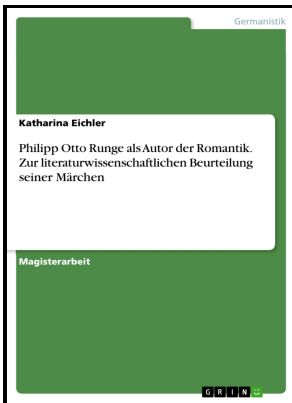 Germanistik
Katharina Eichler
Philipp Otto Runge als Autor der Romantik.
Zur literaturwissenschaftlichen Beurteilung
seiner Märchen
Magisterarbeit
GRIN